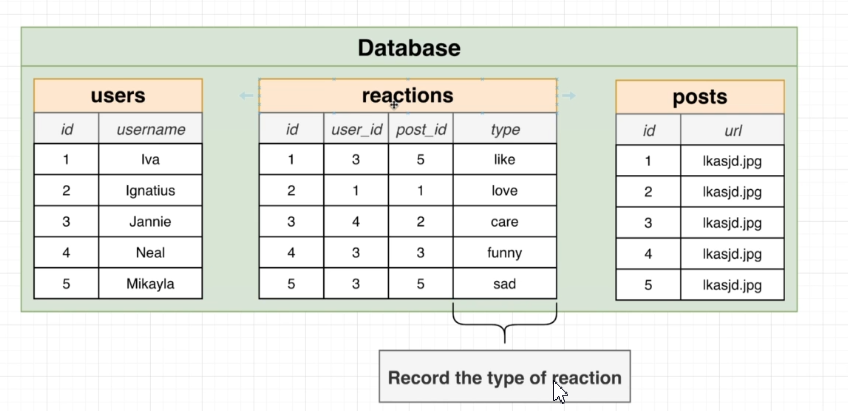 Database
users
id username
1 Iva
2 Ignatius
3 Jannie
4 Neal
5 Mikayla
reactions
id user_id post_id type
1 3 5 like
2 1 1 love
3 4 2 care
4 3 3 funny
5 3 5 sad
posts
id url
1 lkasjd.jpg
2 lkasjd.jpg
3 lkasjd.jpg
4 lkasjd.jpg
5 lkasjd.jpg
Record the type of reaction